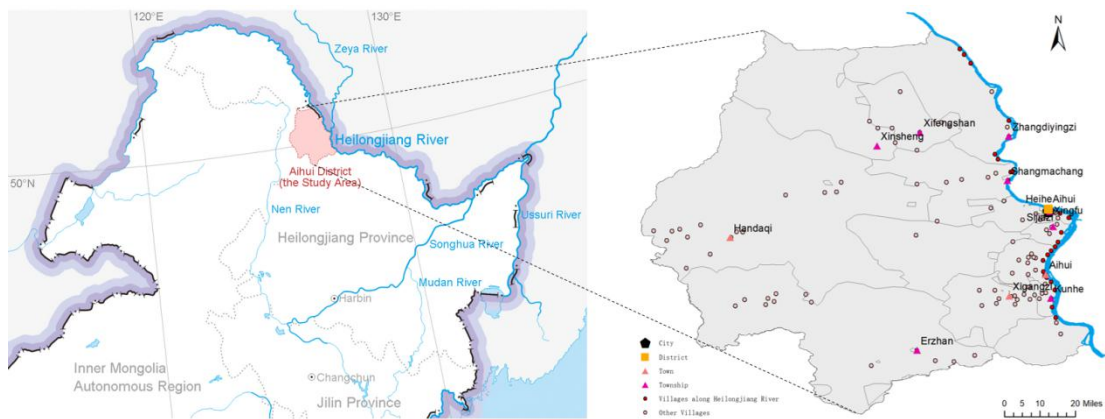 120°E
130°E
Zeya River
Heilongjiang River
Aihui District
(the Study Area)
50°N
Nen River
Ussuri River
Heilongjiang Province
Songhua River
Mudan River
Harbin
Inner Mongolia
Autonomous Region
Changchun
Jilin Province
N
Xifengshan
Zhangdiyingzi
Xinsheng
Shangmachang
Heihe
Aihui
Xingfu
Handaqi
Aihui
Kunhe
Erzhan
City
District
Town
Township
Villages along Heilongjiang River
Other Villages
0 5 10 20 Miles